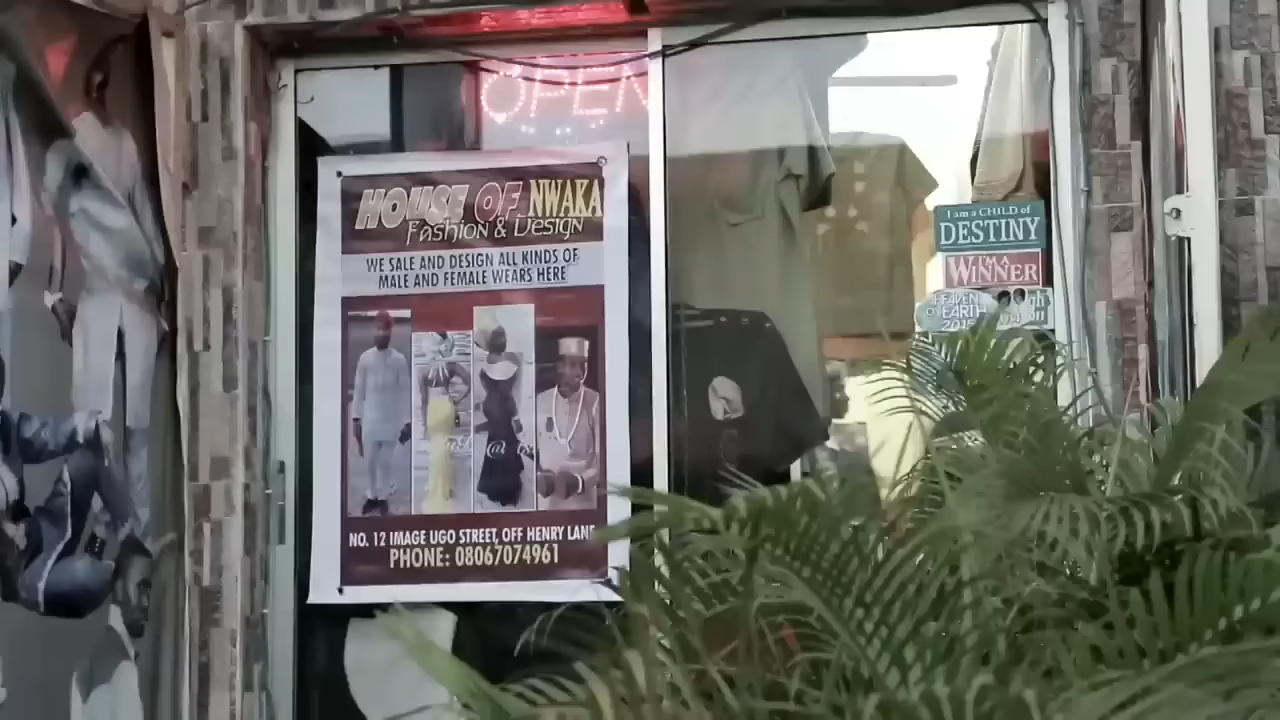 OPEN
HOUSE OF NWAKA
Fashion & Design
WE SALE AND DESIGN ALL KINDS OF
MALE AND FEMALE WEARS HERE
NO. 12 IMAGE UGO STREET, OFF HENRY LANE
PHONE: 08067074961
I am a CHILD of
DESTINY
I'M A
WINNER
HEAVEN
ON EARTH
2015